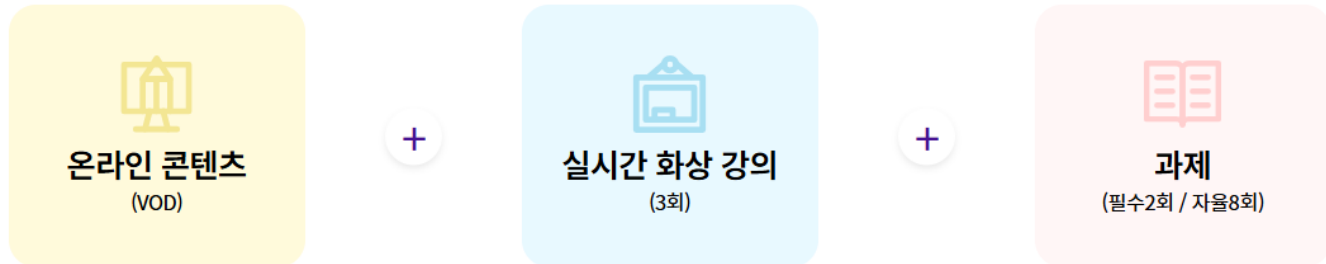 온라인 콘텐츠
(VOD)
+
실시간 화상 강의
(3회)
+
과제
(필수2회 / 자율8회)